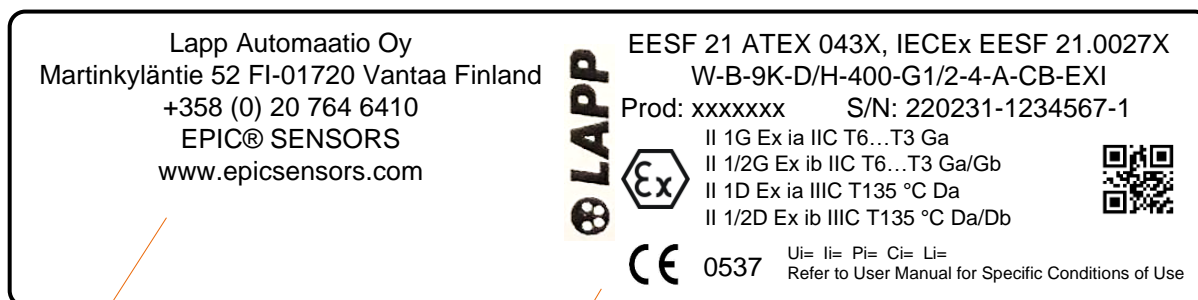 Lapp Automaatio Oy
Martinkyläntie 52 FI-01720 Vantaa Finland
+358 (0) 20 764 6410
EPIC® SENSORS
www.epicsensors.com
LAPP
EESF 21 ATEX 043X, IECEx EESF 21.0027X
W-B-9K-D/H-400-G1/2-4-A-CB-EXI
Prod: xxxxxxx S/N: 220231-1234567-1
II 1G Ex ia IIC T6…T3 Ga
II 1/2G Ex ib IIC T6…T3 Ga/Gb
II 1D Ex ia IIIC T135 °C Da
II 1/2D Ex ib IIIC T135 °C Da/Db
εx
CE 0537
Ui= Ii= Pi= Ci= Li=
Refer to User Manual for Specific Conditions of Use